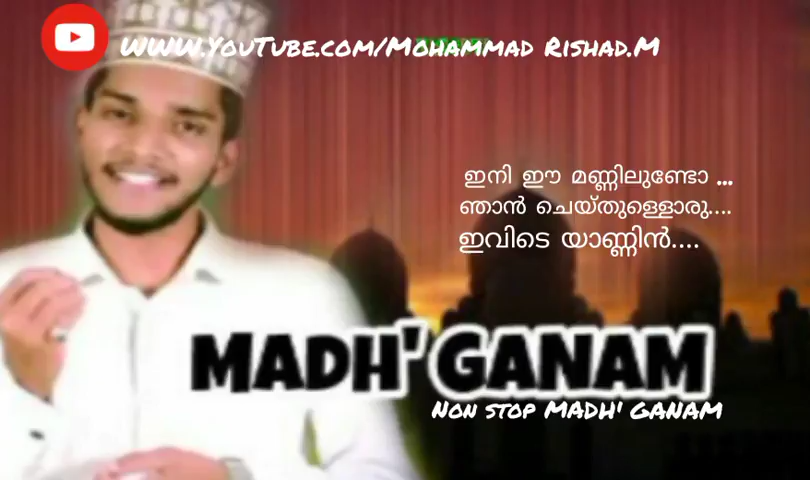 WWW.YouTube.com/Mohammad Rishad.M
ഇനി ഈ മണ്ണിലുണ്ടോ ...
ഞാൻ ചെയ്തുള്ളൊരു....
ഇവിടെ യാണ്ണിൻ....
MADH' GANAM
Non stop MADH' GANAM